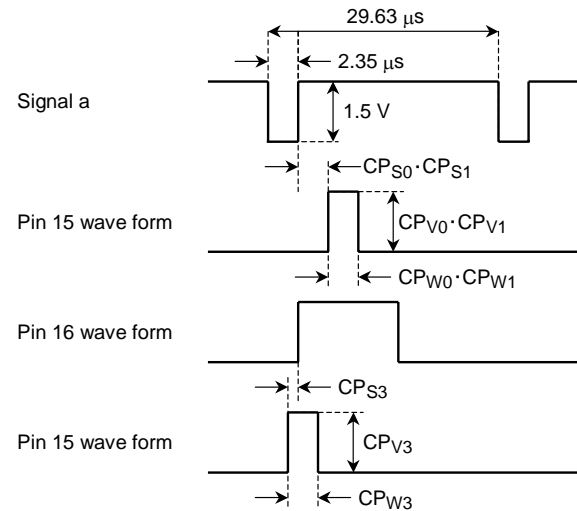 29.63 μs
2.35 μs
Signal a
1.5 V
CPS0·CPS1
Pin 15 wave form
CPV0·CPV1
CPW0·CPW1
Pin 16 wave form
CPS3
Pin 15 wave form
CPV3
CPW3